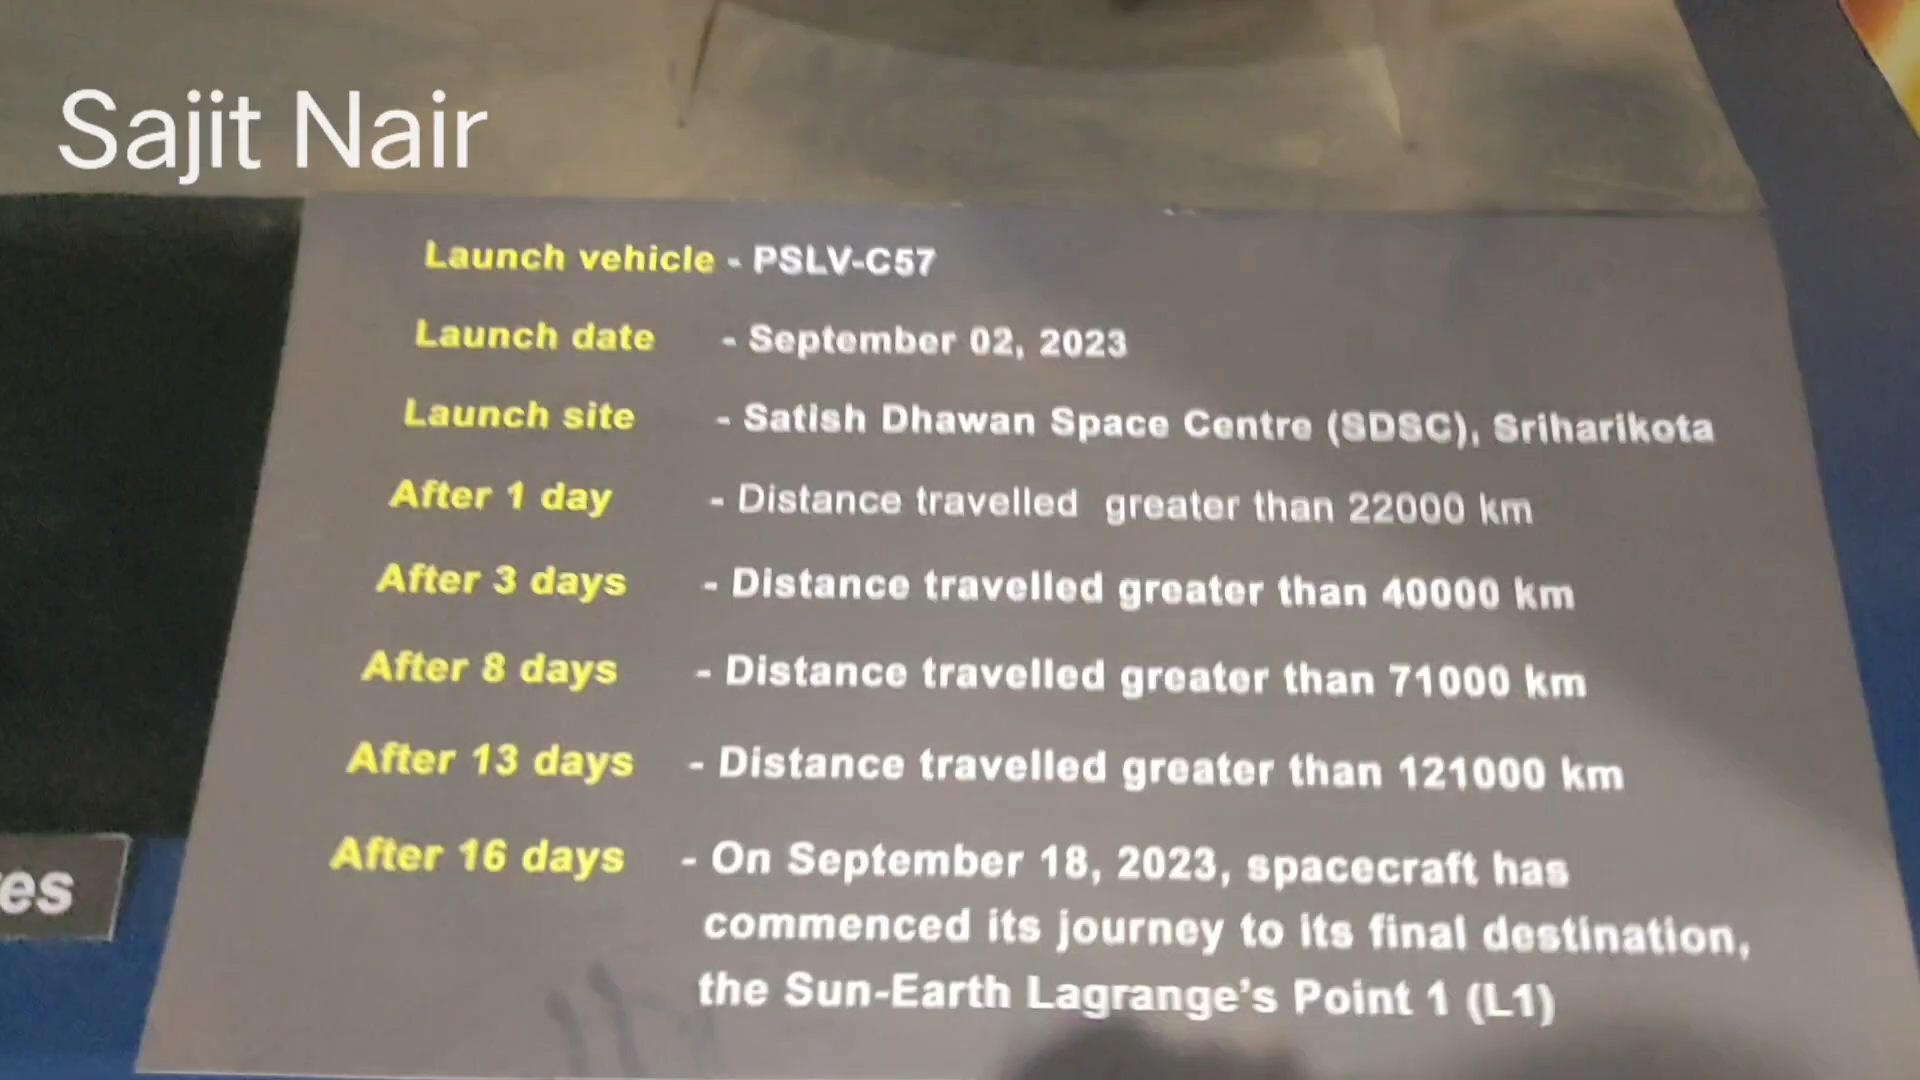 Sajit Nair
Launch vehicle - PSLV-C57
Launch date - September 02, 2023
Launch site - Satish Dhawan Space Centre (SDSC), Sriharikota
After 1 day - Distance travelled greater than 22000 km
After 3 days - Distance travelled greater than 40000 km
After 8 days - Distance travelled greater than 71000 km
After 13 days - Distance travelled greater than 121000 km
After 16 days - On September 18, 2023, spacecraft has
commenced its journey to its final destination,
the Sun-Earth Lagrange's Point 1 (L1)